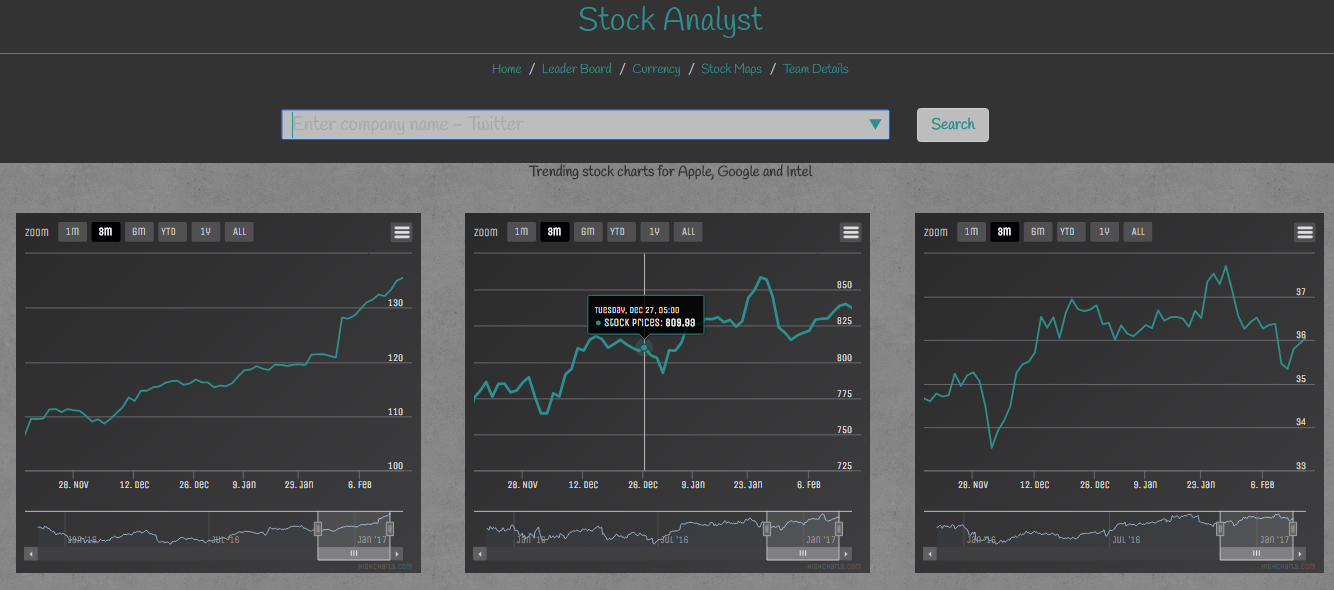 Stock Analyst
Home / Leader Board / Currency / Stock Maps / Team Details
Enter company name - Twitter
Search
Trending stock charts for Apple, Google and Intel
ZOOM 1M 3M 6M YTD 1Y ALL
130
120
110
100
28. NOV 12. DEC 26. DEC 9. JAN 23. JAN 6. FEB
JAN '16 JUL '16 JAN '17
HIGHCHARTS.COM
ZOOM 1M 3M 6M YTD 1Y ALL
TUESDAY, DEC 27, 05:00
● STOCK PRICES: 809.93
850
825
800
775
750
725
28. NOV 12. DEC 26. DEC 9. JAN 23. JAN 6. FEB
JAN '16 JUL '16 JAN '17
HIGHCHARTS.COM
ZOOM 1M 3M 6M YTD 1Y ALL
37
36
35
34
33
28. NOV 12. DEC 26. DEC 9. JAN 23. JAN 6. FEB
JAN '16 JUL '16 JAN '17
HIGHCHARTS.COM